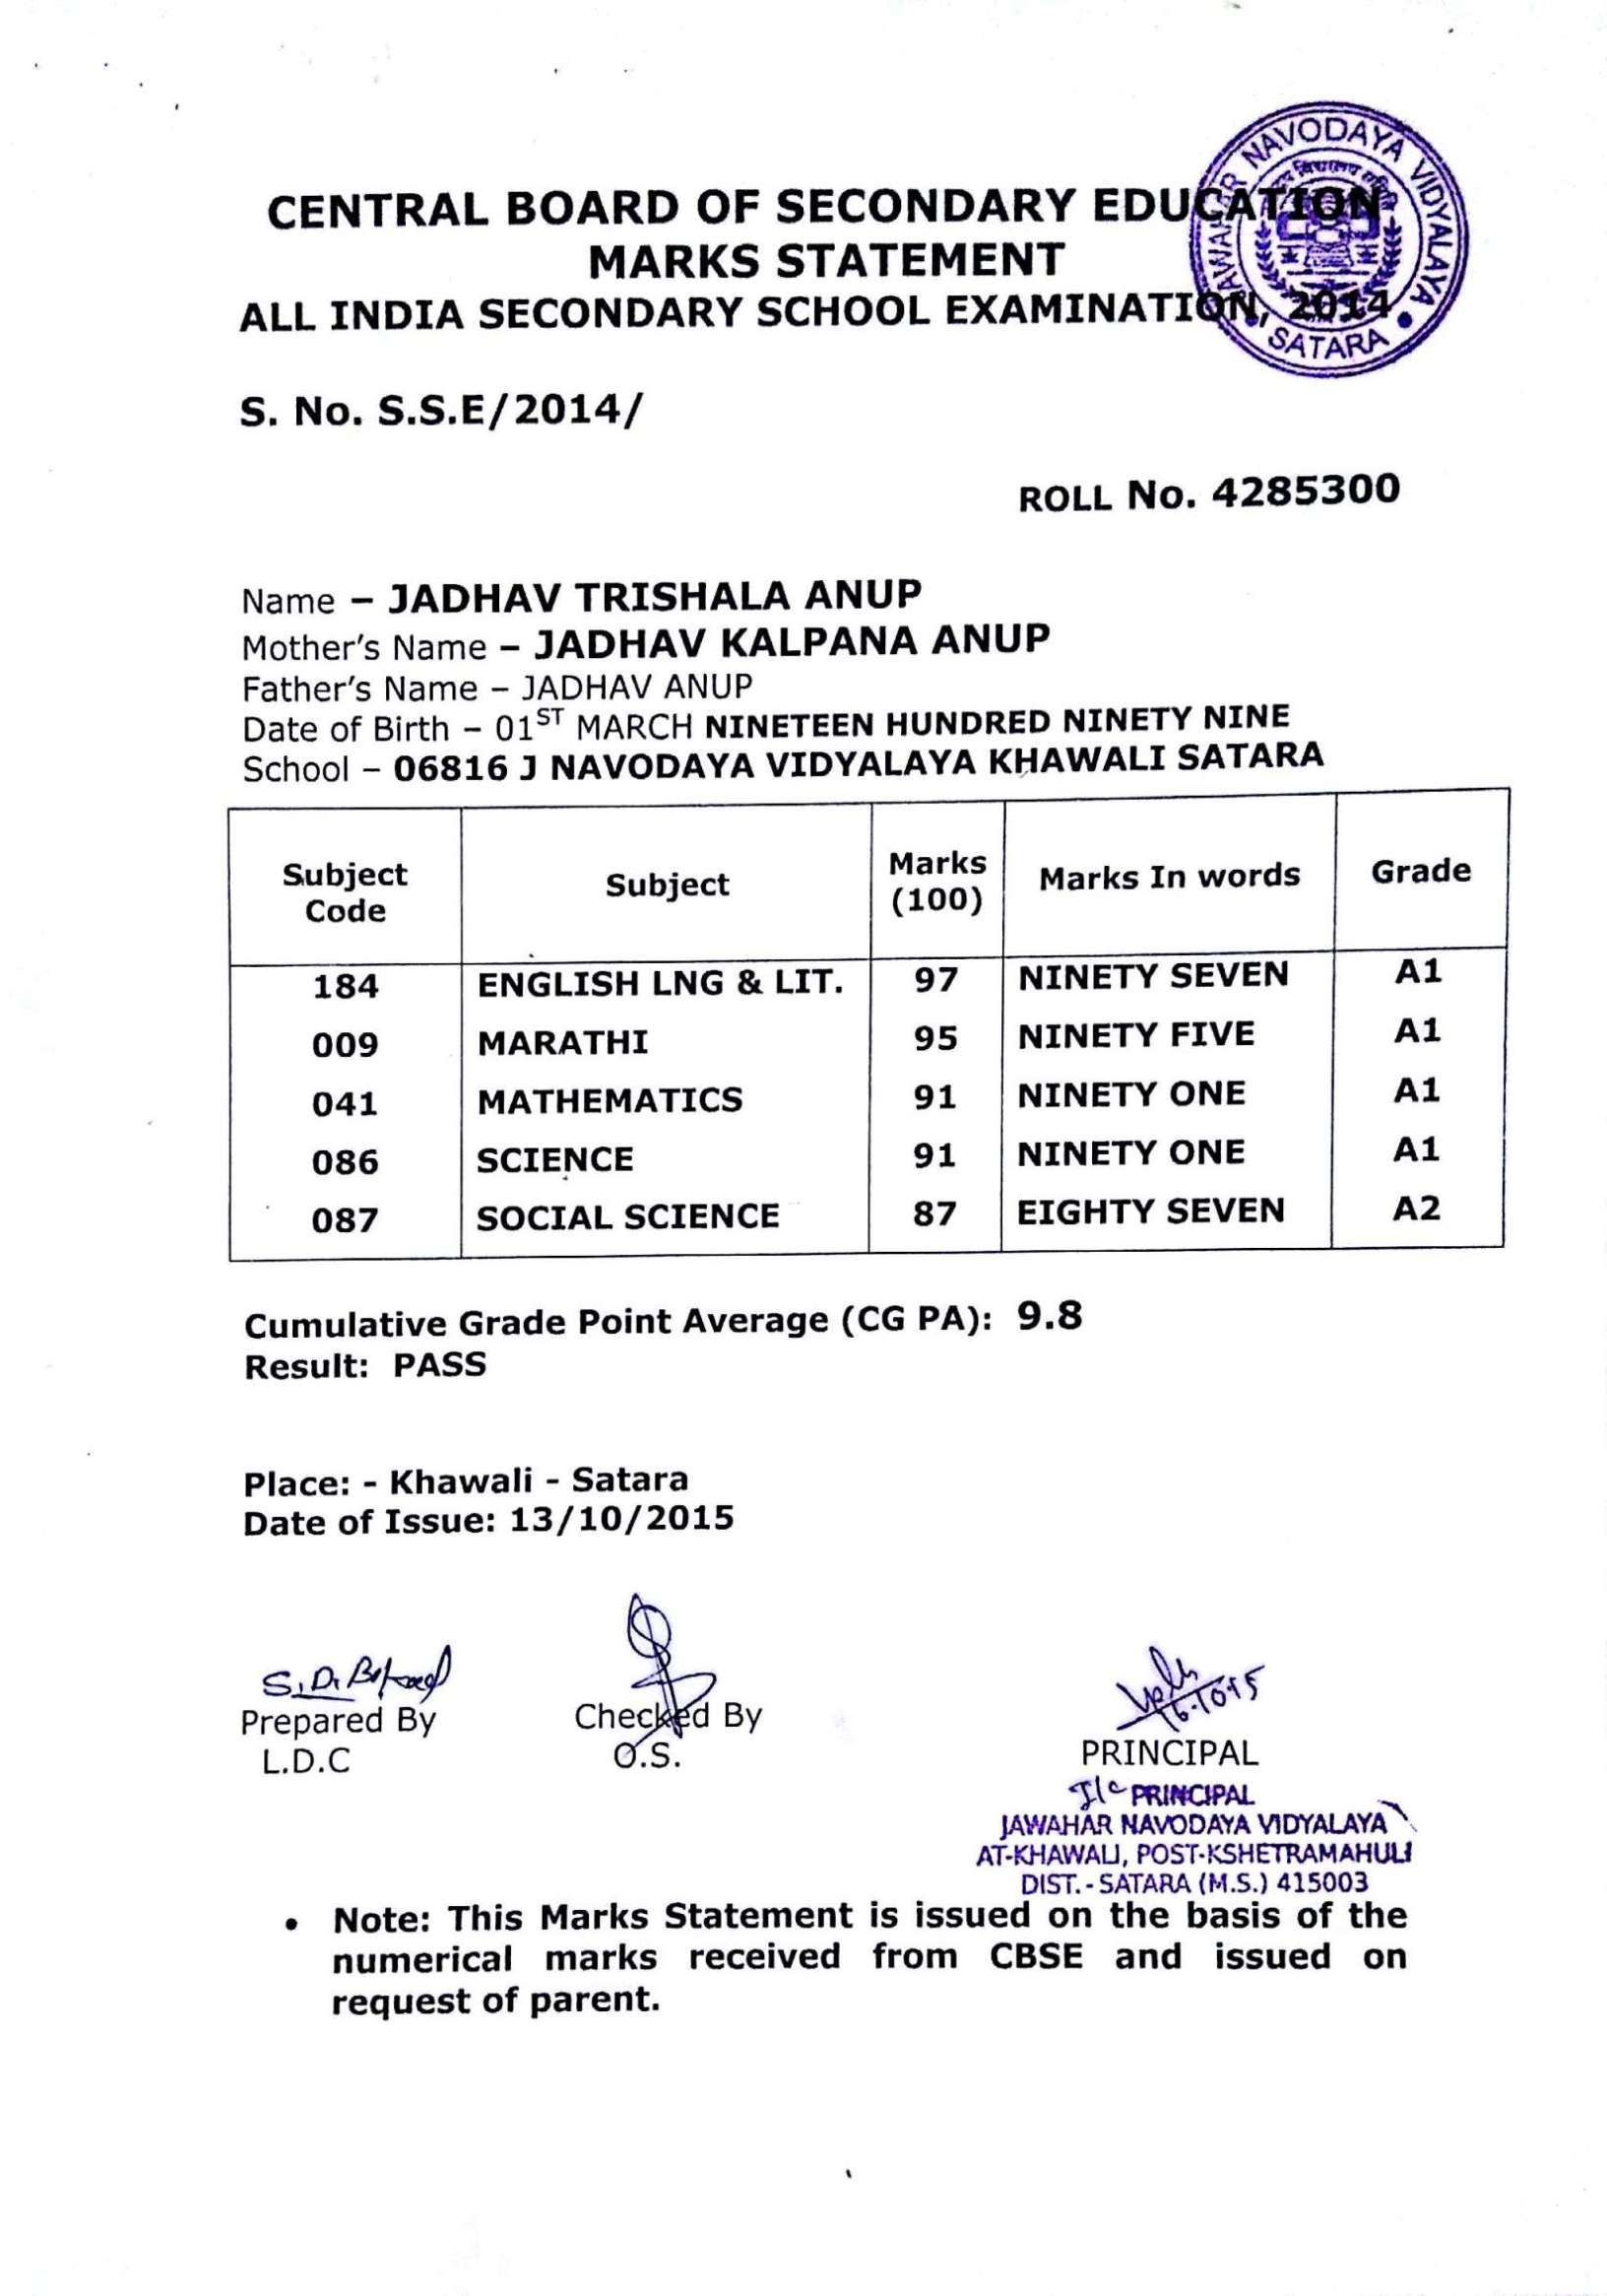 JAWAHAR NAVODAYA VIDYALAYA
SATARA
CENTRAL BOARD OF SECONDARY EDUCATION
MARKS STATEMENT
ALL INDIA SECONDARY SCHOOL EXAMINATION, 2014
S. No. S.S.E/2014/
ROLL No. 4285300
Name – JADHAV TRISHALA ANUP
Mother's Name – JADHAV KALPANA ANUP
Father's Name – JADHAV ANUP
Date of Birth – 01ST MARCH NINETEEN HUNDRED NINETY NINE
School – 06816 J NAVODAYA VIDYALAYA KHAWALI SATARA
Subject Code Subject Marks (100) Marks In words Grade
184 ENGLISH LNG & LIT. 97 NINETY SEVEN A1
009 MARATHI 95 NINETY FIVE A1
041 MATHEMATICS 91 NINETY ONE A1
086 SCIENCE 91 NINETY ONE A1
087 SOCIAL SCIENCE 87 EIGHTY SEVEN A2
Cumulative Grade Point Average (CG PA): 9.8
Result: PASS
Place: - Khawali - Satara
Date of Issue: 13/10/2015
S.D.
Prepared By Checked By
L.D.C O.S.
PRINCIPAL
I/c PRINCIPAL
JAWAHAR NAVODAYA VIDYALAYA
AT-KHAWALI, POST-KSHETRAMAHULI
DIST. - SATARA (M.S.) 415003
• Note: This Marks Statement is issued on the basis of the
numerical marks received from CBSE and issued on
request of parent.